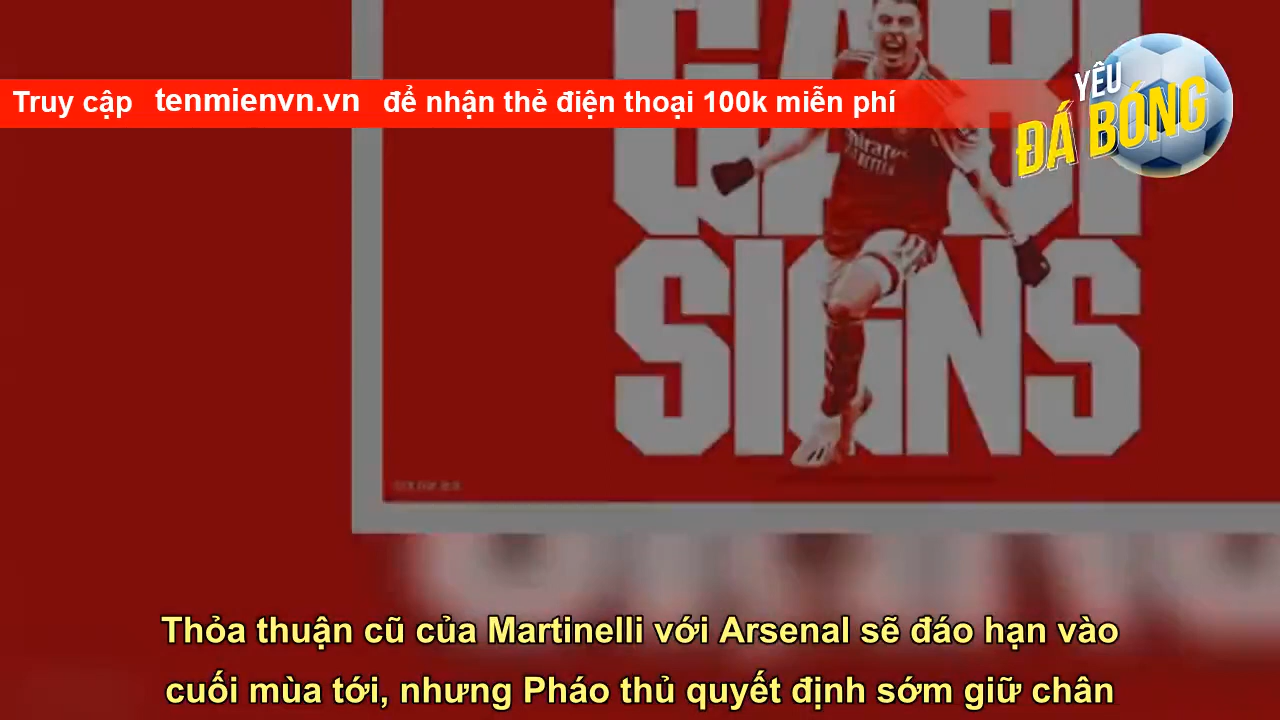 GABI
SIGNS
Truy cập tenmienvn.vn để nhận thẻ điện thoại 100k miễn phí
YÊU
ĐÁ BÓNG
Emirates
Thỏa thuận cũ của Martinelli với Arsenal sẽ đáo hạn vào
cuối mùa tới, nhưng Pháo thủ quyết định sớm giữ chân